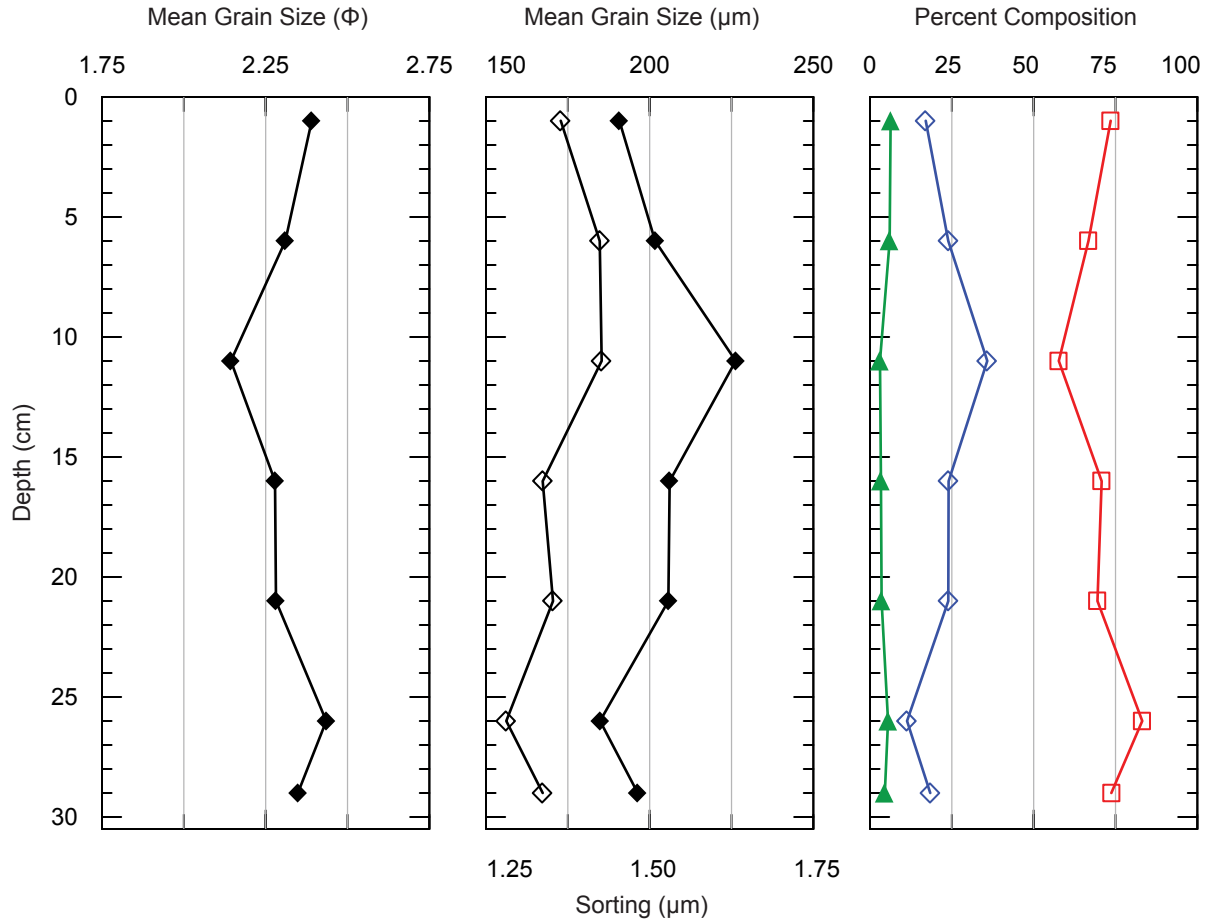 Mean Grain Size (Φ) Mean Grain Size (µm) Percent Composition
1.75 2.25 2.75 150 200 250 0 25 50 75 100
0
5
10
15
20
25
30
Depth (cm)
1.25 1.50 1.75
Sorting (µm)